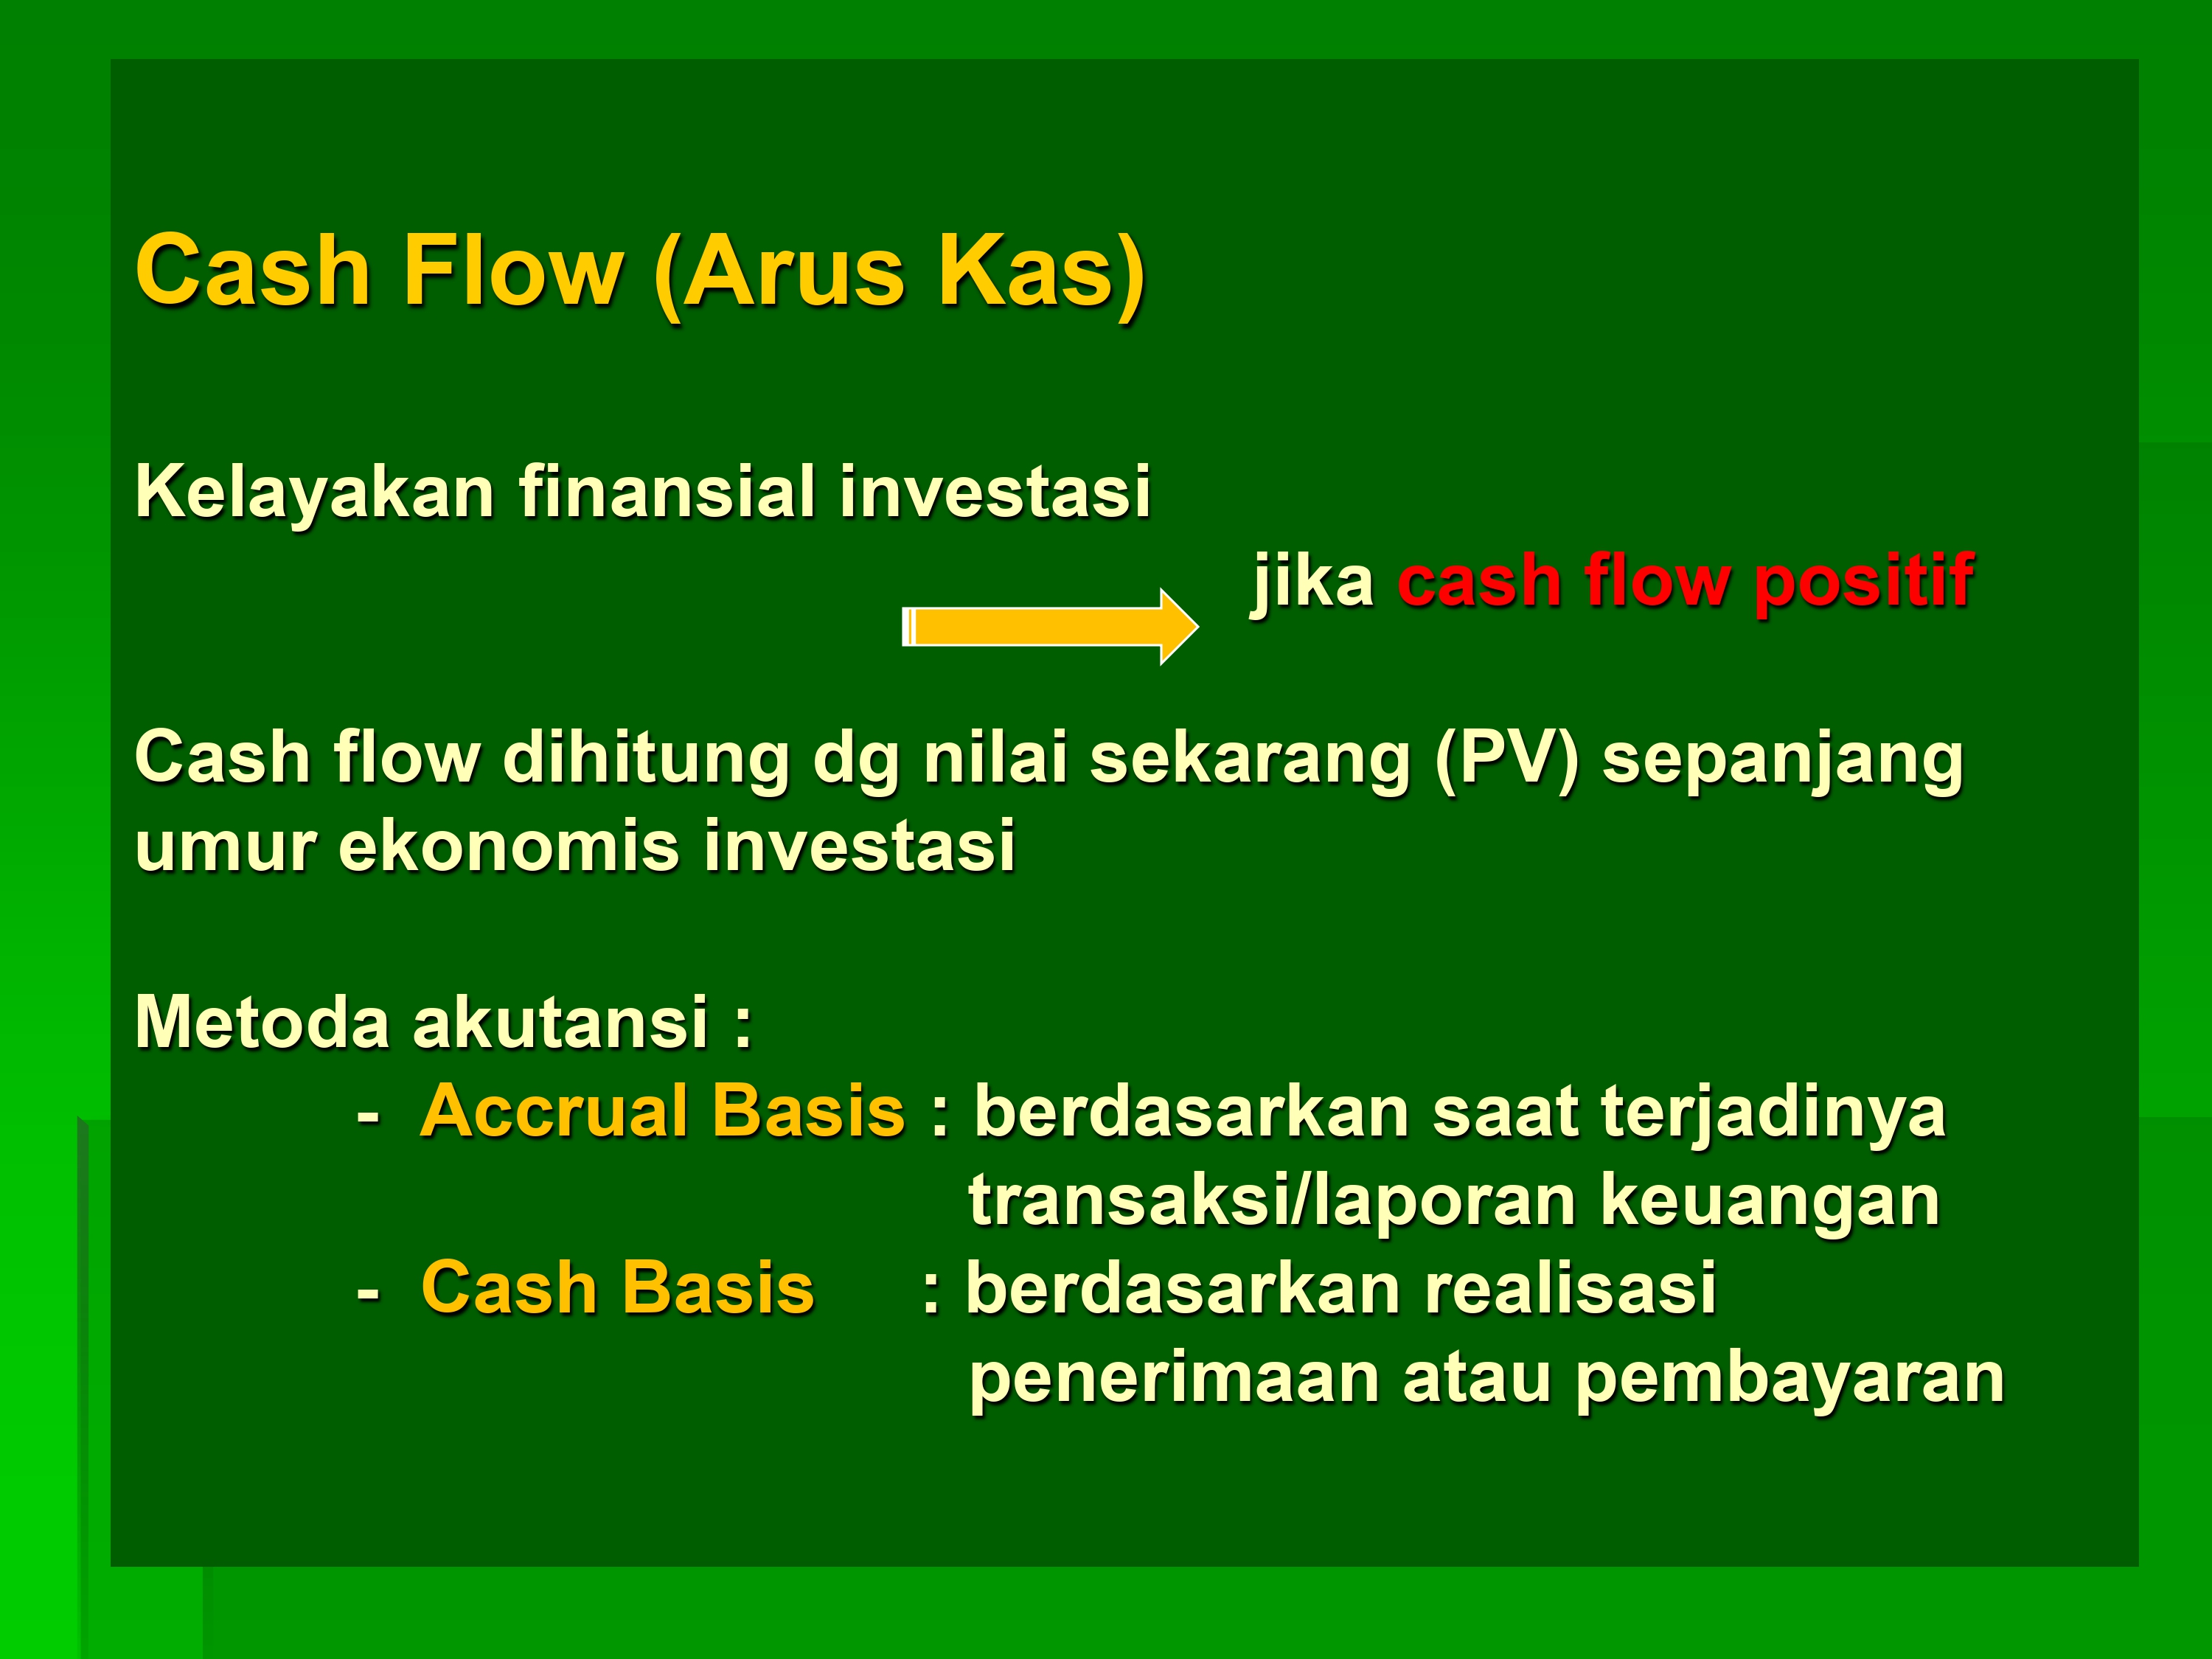 Cash Flow (Arus Kas)
Kelayakan finansial investasi
jika cash flow positif
Cash flow dihitung dg nilai sekarang (PV) sepanjang
umur ekonomis investasi
Metoda akutansi :
- Accrual Basis : berdasarkan saat terjadinya
transaksi/laporan keuangan
- Cash Basis : berdasarkan realisasi
penerimaan atau pembayaran